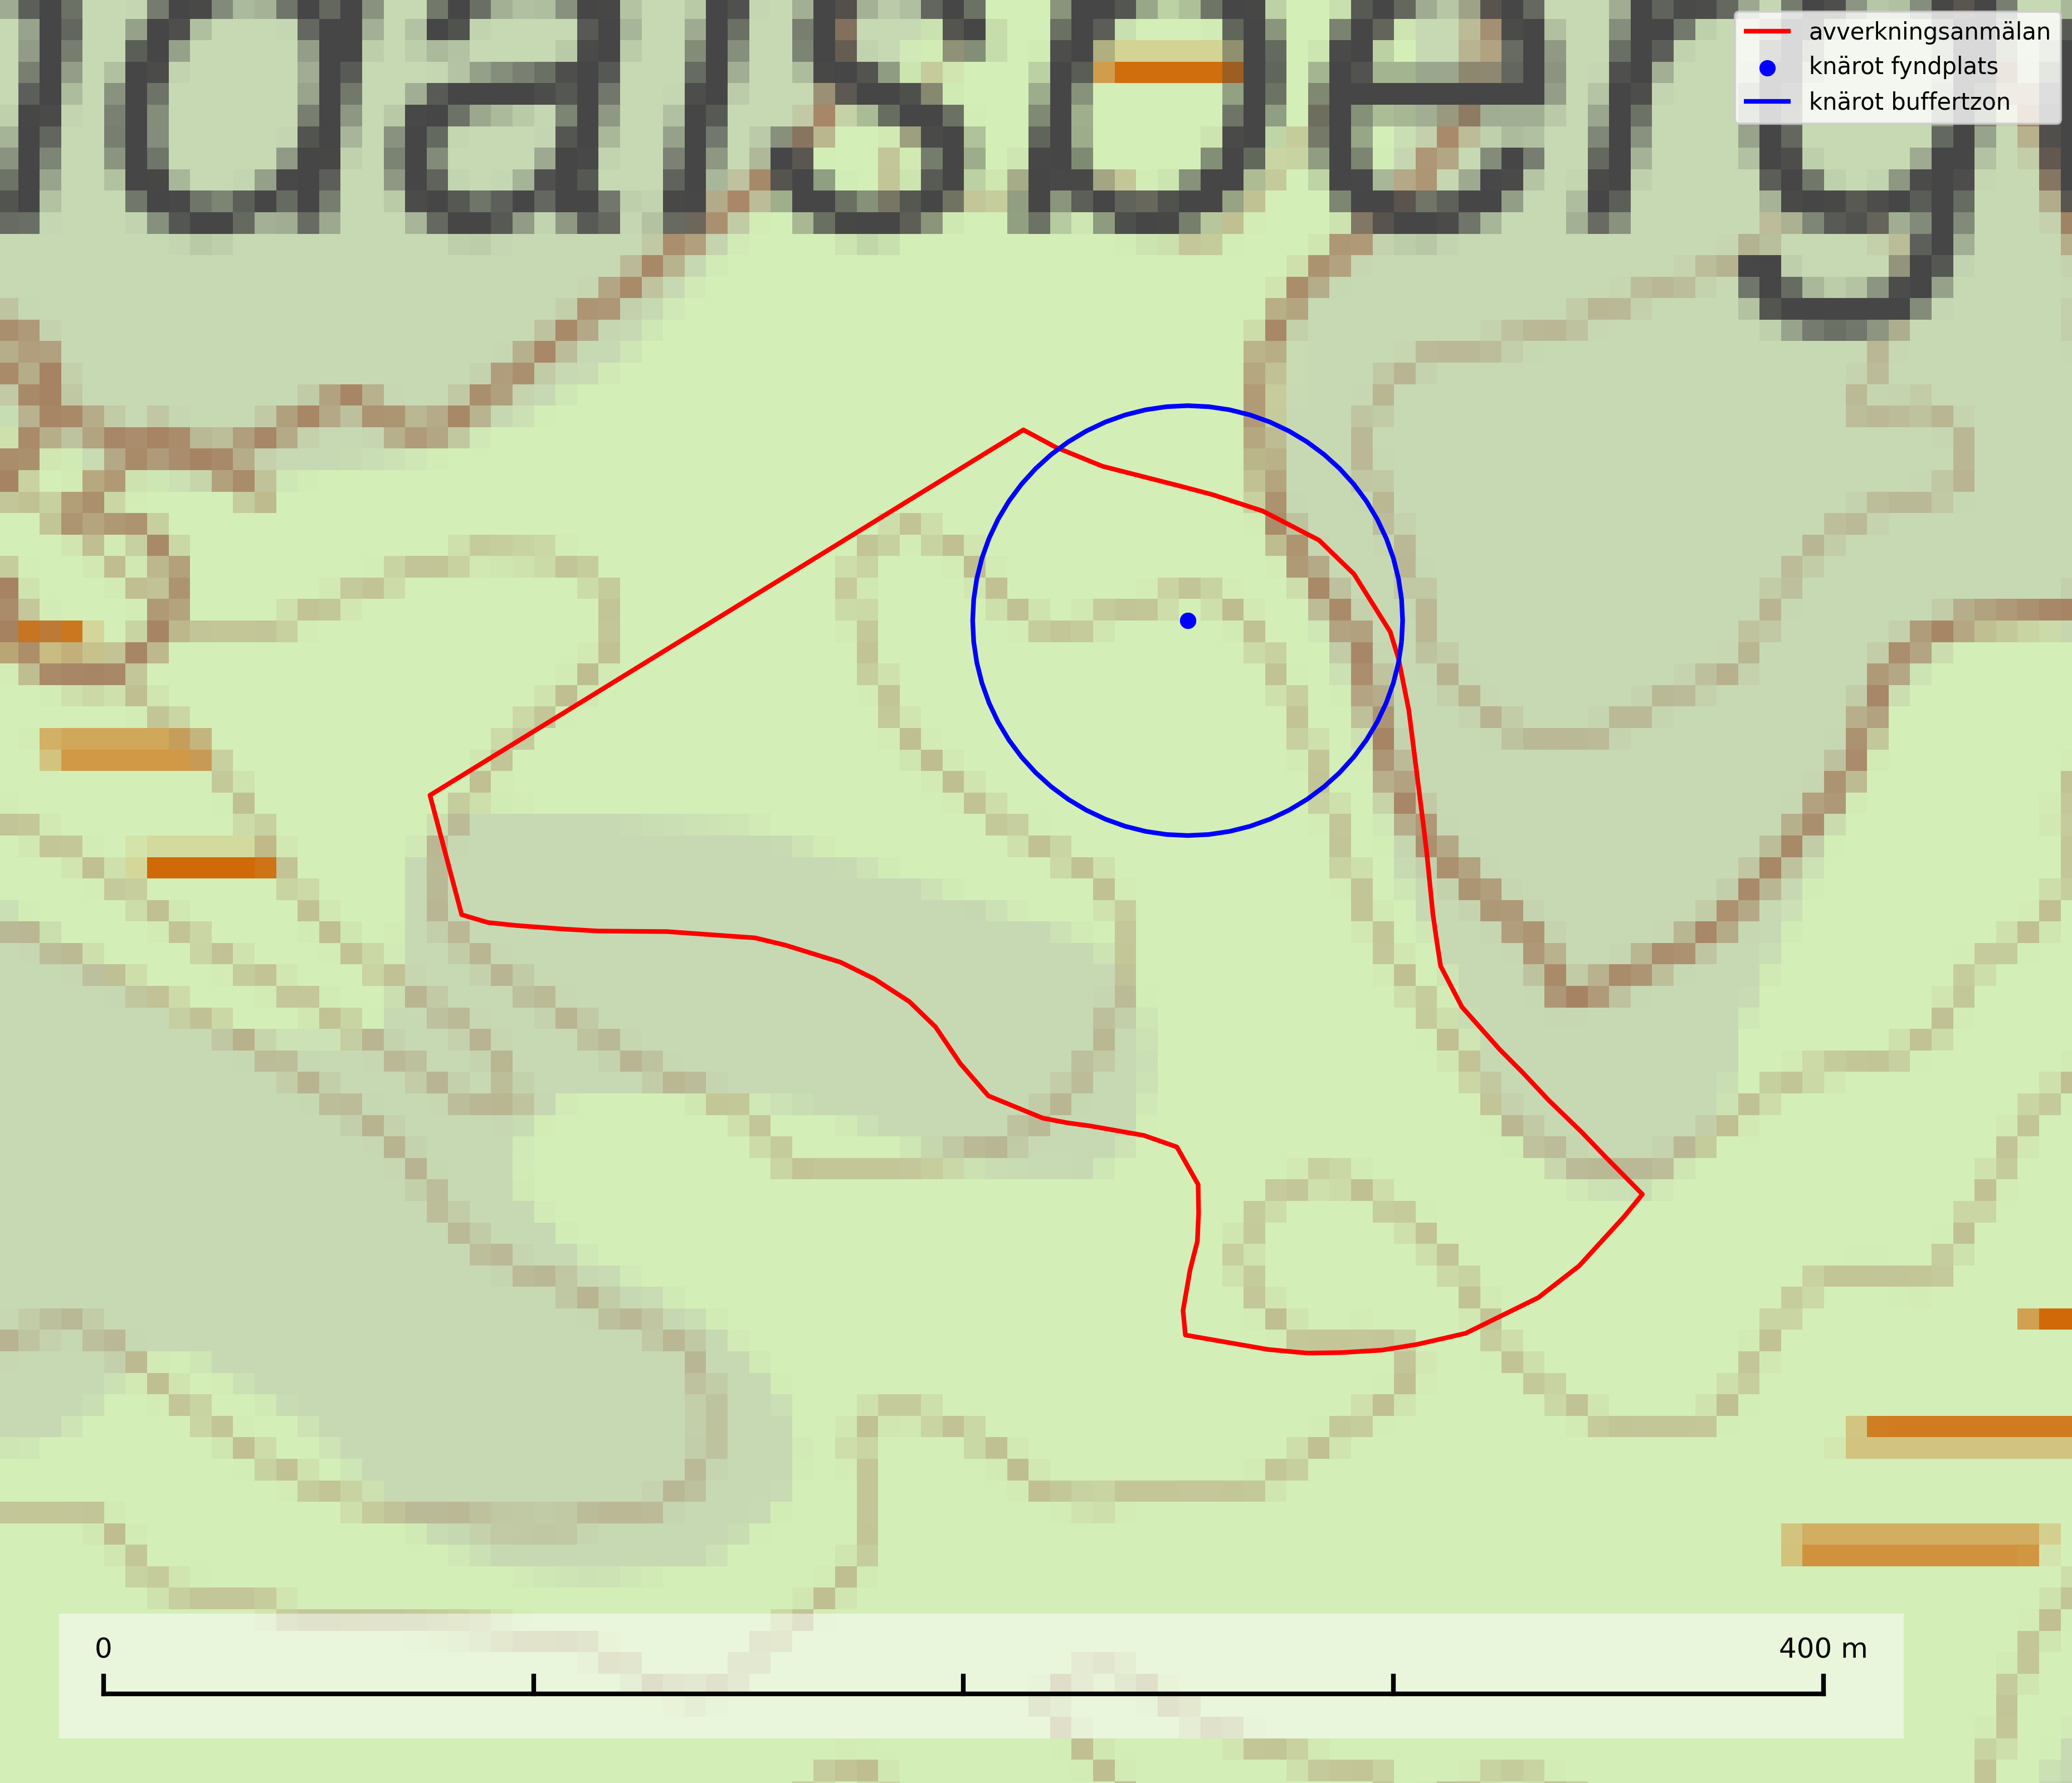 avverkningsanmälan
knärot fyndplats
knärot buffertzon
0
400 m